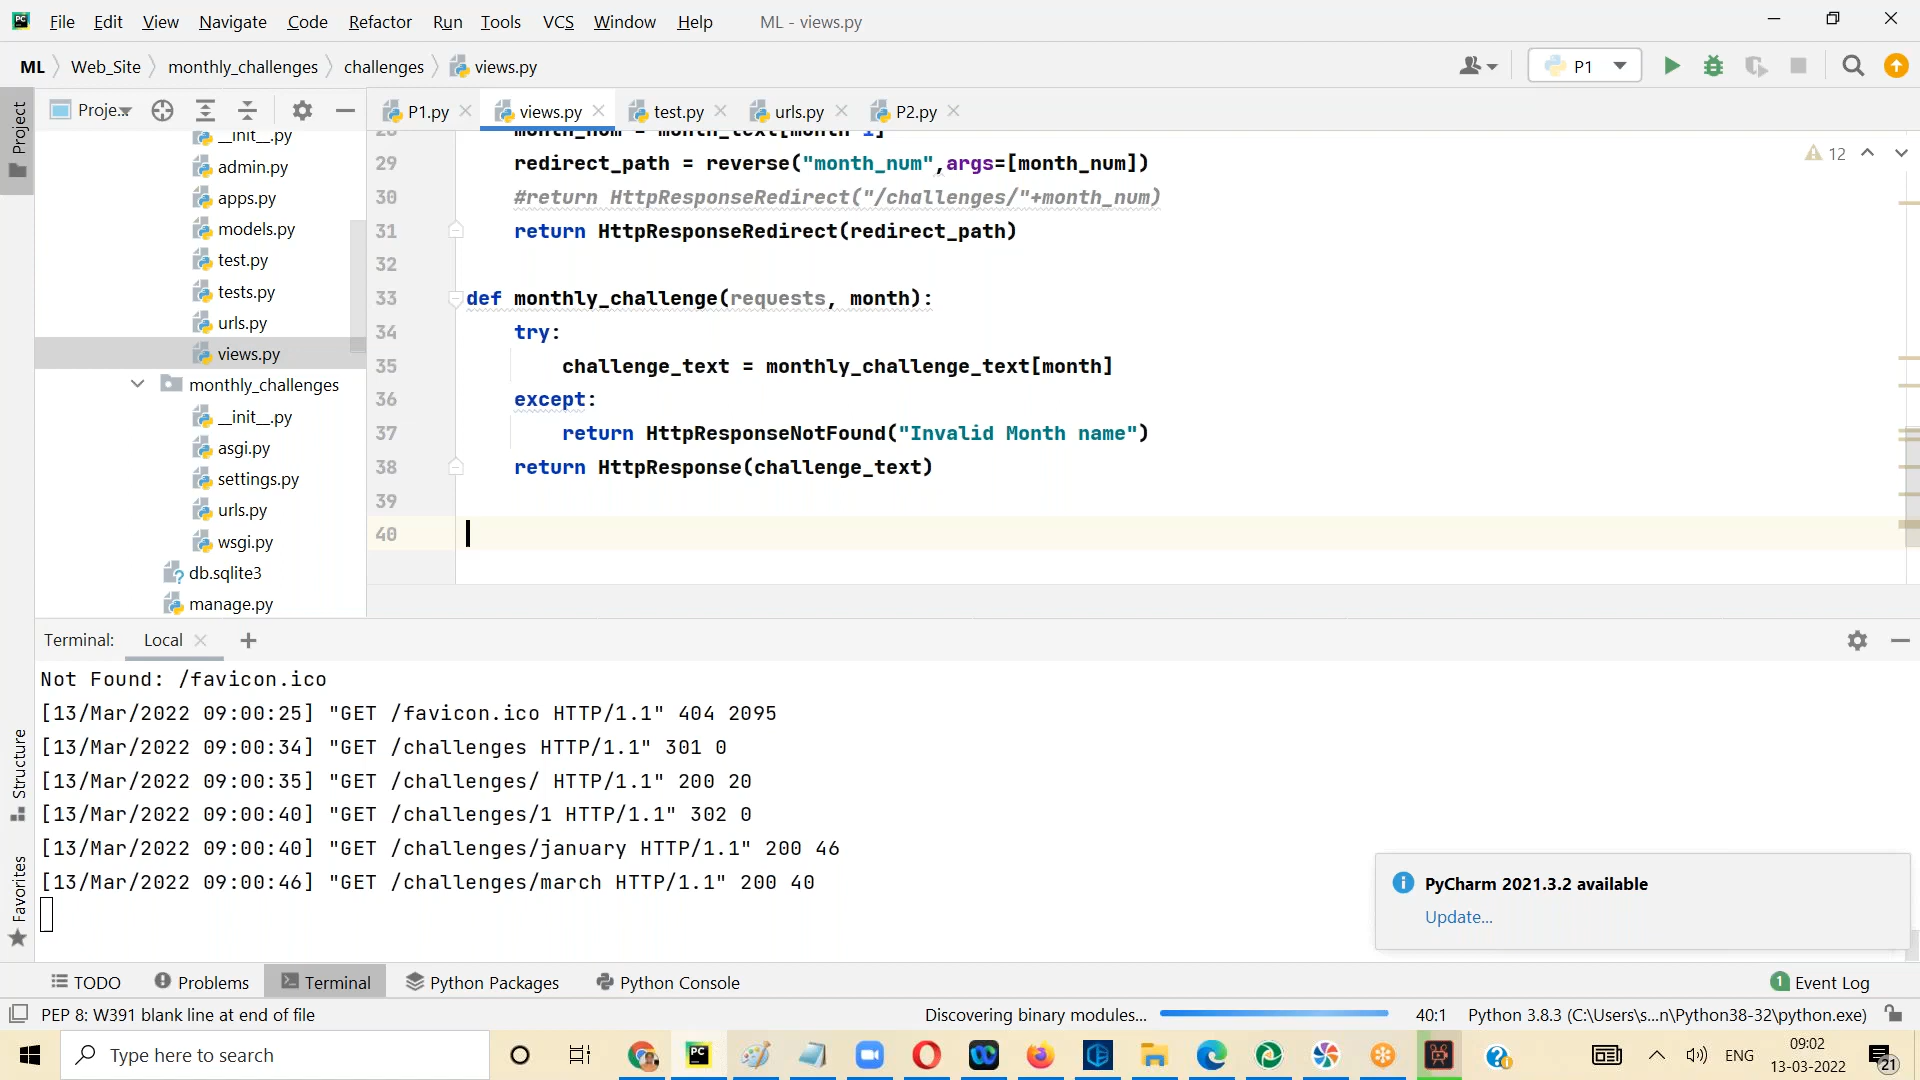 File Edit View Navigate Code Refactor Run Tools VCS Window Help ML - views.py
ML Web_Site monthly_challenges challenges views.py P1
Proje... P1.py views.py test.py urls.py P2.py
Project
__init__.py
admin.py
apps.py
models.py
test.py
tests.py
urls.py
views.py
monthly_challenges
__init__.py
asgi.py
settings.py
urls.py
wsgi.py
db.sqlite3
manage.py
28 month_num = month_text[month-1]
12
29 redirect_path = reverse("month_num",args=[month_num])
30 #return HttpResponseRedirect("/challenges/"+month_num)
31 return HttpResponseRedirect(redirect_path)
32
33 def monthly_challenge(requests, month):
34 try:
35 challenge_text = monthly_challenge_text[month]
36 except:
37 return HttpResponseNotFound("Invalid Month name")
38 return HttpResponse(challenge_text)
39
40
Terminal: Local
Not Found: /favicon.ico
[13/Mar/2022 09:00:25] "GET /favicon.ico HTTP/1.1" 404 2095
[13/Mar/2022 09:00:34] "GET /challenges HTTP/1.1" 301 0
[13/Mar/2022 09:00:35] "GET /challenges/ HTTP/1.1" 200 20
[13/Mar/2022 09:00:40] "GET /challenges/1 HTTP/1.1" 302 0
[13/Mar/2022 09:00:40] "GET /challenges/january HTTP/1.1" 200 46
[13/Mar/2022 09:00:46] "GET /challenges/march HTTP/1.1" 200 40
Structure
Favorites
PyCharm 2021.3.2 available
Update...
TODO Problems Terminal Python Packages Python Console 1 Event Log
PEP 8: W391 blank line at end of file Discovering binary modules... 40:1 Python 3.8.3 (C:\Users\s...n\Python38-32\python.exe)
Type here to search
ENG
09:02
13-03-2022
21